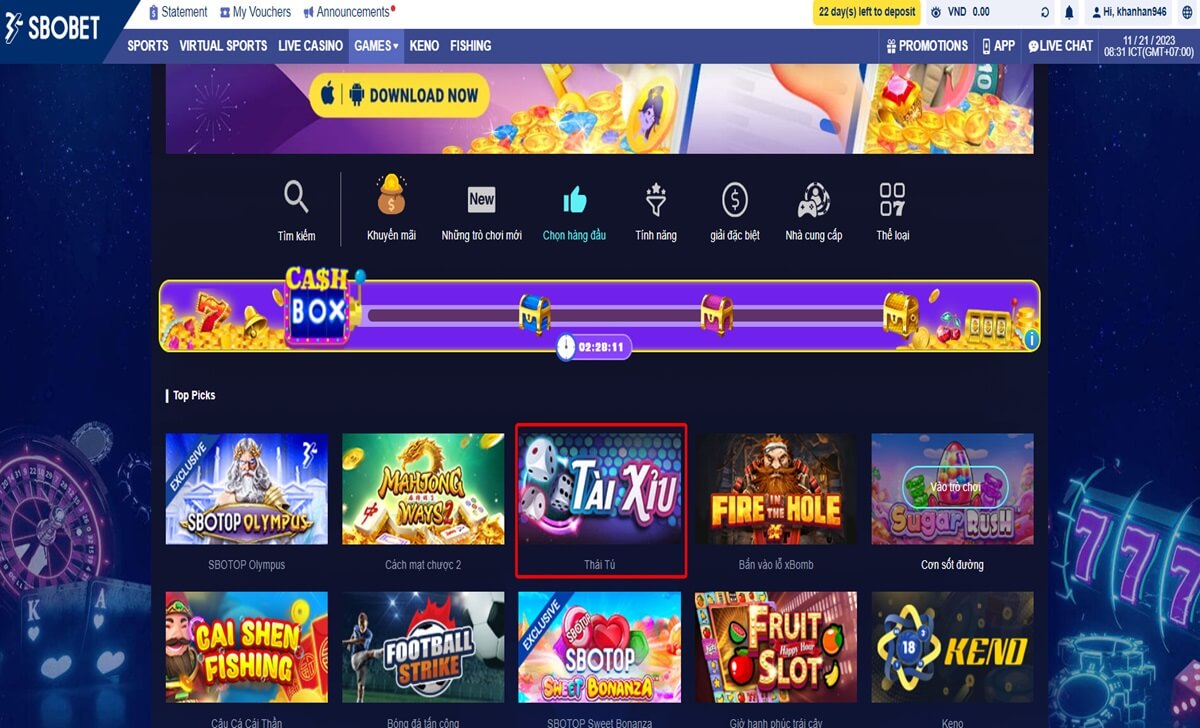 SBOBET
Statement My Vouchers Announcements
22 day(s) left to deposit VND 0.00 Hi, khanhan946
SPORTS VIRTUAL SPORTS LIVE CASINO GAMES KENO FISHING
PROMOTIONS APP LIVE CHAT
11 / 21 / 2023
08:31 ICT(GMT+07:00)
DOWNLOAD NOW
10
New
Tìm kiếm Khuyến mãi Những trò chơi mới Chọn hàng đầu Tính năng giải đặc biệt Nhà cung cấp Thể loại
CA$H
BOX
02:28:11
Top Picks
EXCLUSIVE
SBOTOP OLYMPUS
MAHJONG
WAYS 2
TÀI XỈU
FIRE IN THE HOLE
Vào trò chơi
Sugar RUSH
SBOTOP Olympus Cách mạt chược 2 Thái Tú Bắn vào lỗ xBomb Cơn sốt đường
CAI SHEN
FISHING
FOOTBALL
STRIKE
EXCLUSIVE
SBOTOP
SWEET BONANZA
FRUIT
Happy Hour
SLOT
18
KENO
Câu Cá Cái Thần Bóng đá tấn công SBOTOP Sweet Bonanza Giờ hạnh phúc trái cây Keno
K A
777